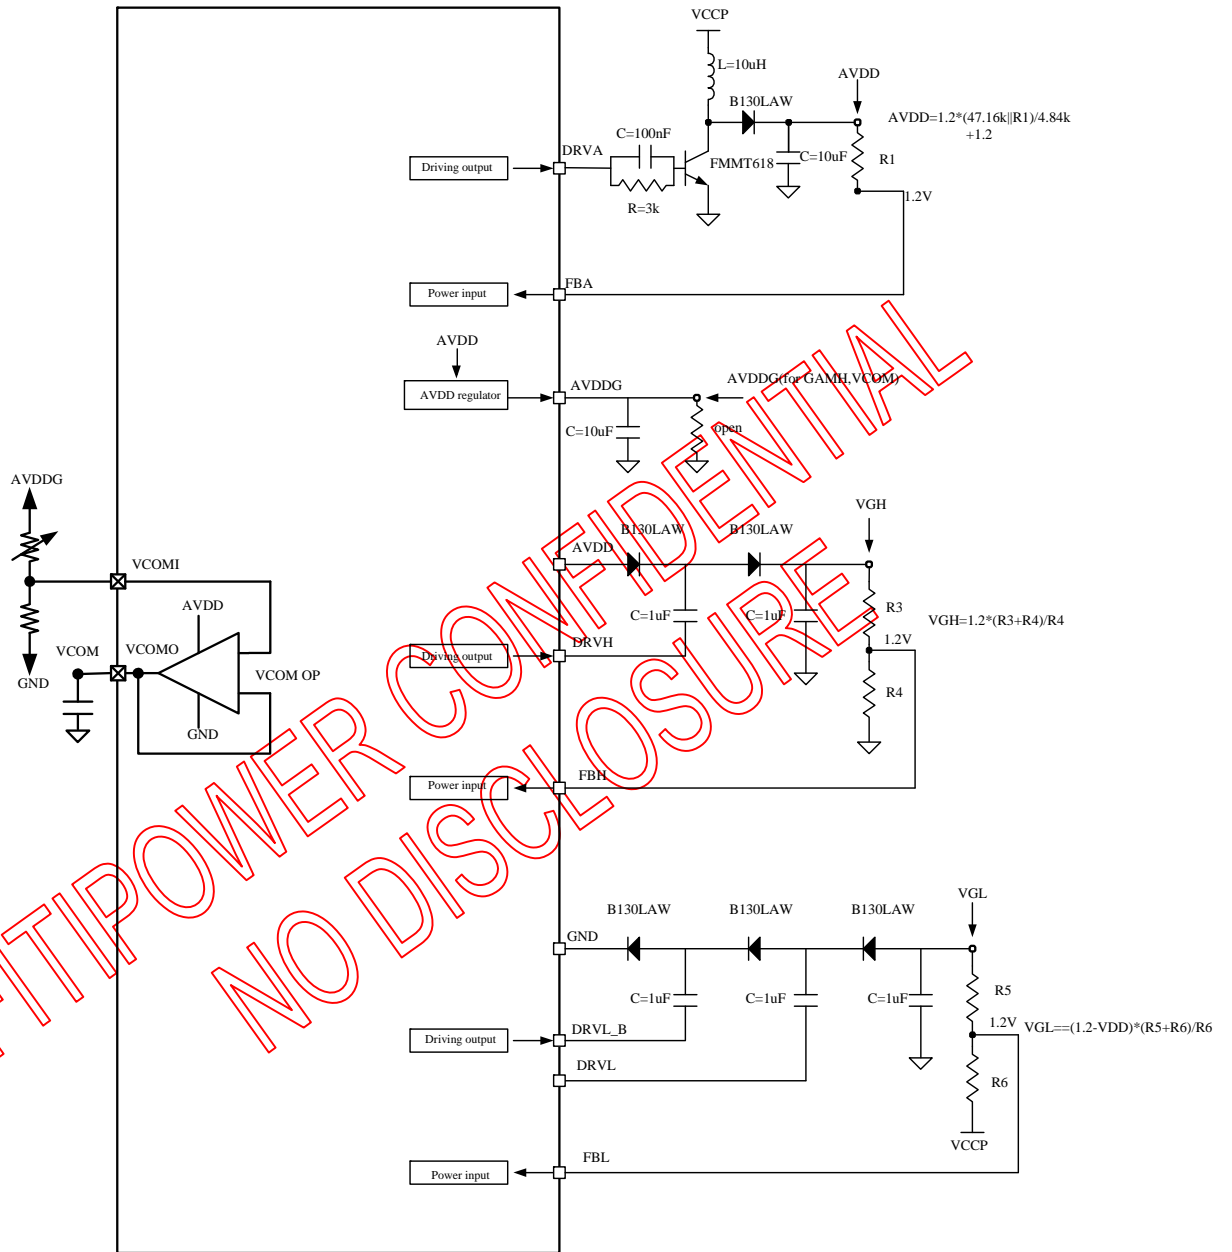 VCCP
L=10uH
AVDD
B130LAW
AVDD=1.2*(47.16k||R1)/4.84k
+1.2
C=100nF
DRVA
Driving output
FMMT618
C=10uF
R1
R=3k
1.2V
FBA
Power input
AVDD
AVDD regulator
AVDDG
AVDDG(for GAMH,VCOM)
C=10uF
open
AVDDG
VGH
B130LAW
B130LAW
AVDD
VCOMI
C=1uF
C=1uF
R3
VGH=1.2*(R3+R4)/R4
AVDD
1.2V
DRVH
Driving output
VCOM
VCOMO
VCOM OP
GND
R4
GND
FBH
Power input
VGL
B130LAW
B130LAW
B130LAW
GND
C=1uF
C=1uF
C=1uF
R5
1.2V
VGL==(1.2-VDD)*(R5+R6)/R6
DRVL_B
Driving output
DRVL
R6
VCCP
FBL
Power input
TIPOWER CONFIDENTIAL
NO DISCLOSURE